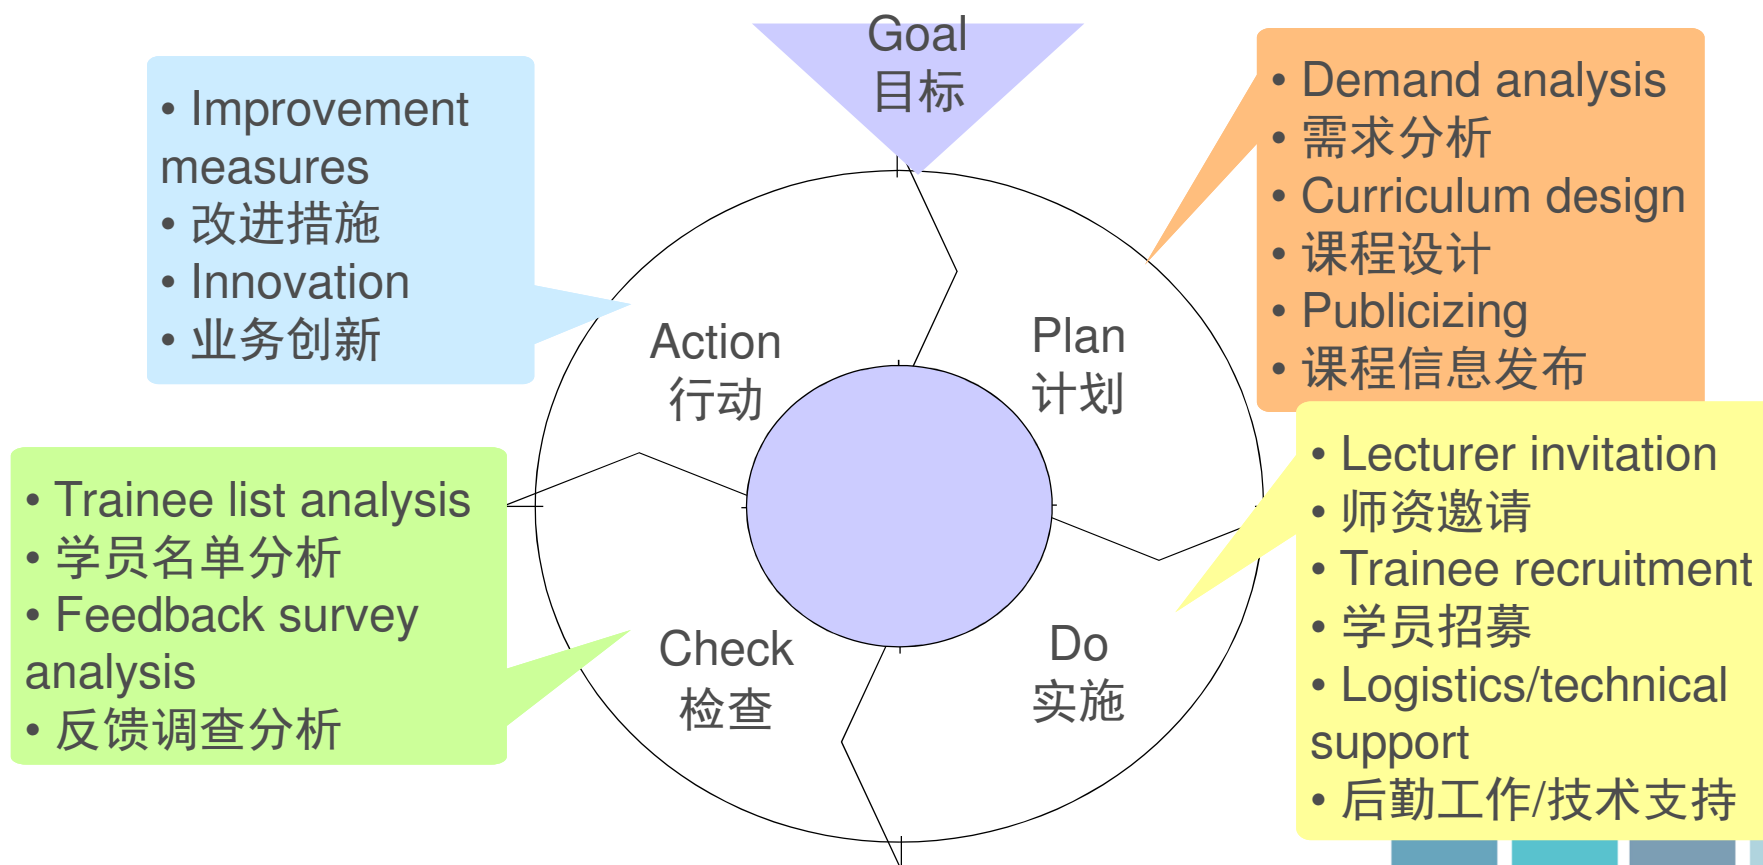 Goal
目标
• Improvement
measures
• 改进措施
• Innovation
• 业务创新
• Demand analysis
• 需求分析
• Curriculum design
• 课程设计
• Publicizing
• 课程信息发布
Action
行动
Plan
计划
• Trainee list analysis
• 学员名单分析
• Feedback survey
analysis
• 反馈调查分析
• Lecturer invitation
• 师资邀请
• Trainee recruitment
• 学员招募
• Logistics/technical
support
• 后勤工作/技术支持
Check
检查
Do
实施